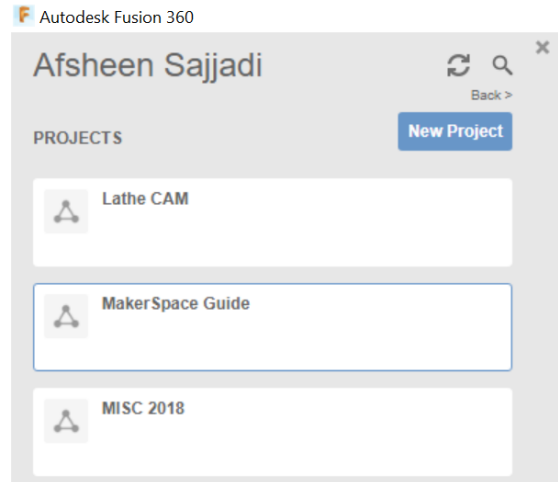 Autodesk Fusion 360
Afsheen Sajjadi
Back >
PROJECTS
New Project
Lathe CAM
MakerSpace Guide
MISC 2018